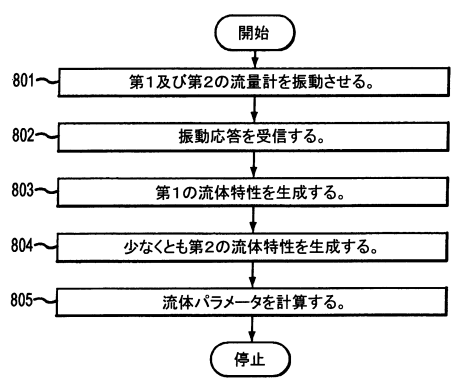 開始
801 第1及び第2の流量計を振動させる。
802 振動応答を受信する。
803 第1の流体特性を生成する。
804 少なくとも第2の流体特性を生成する。
805 流体パラメータを計算する。
停止